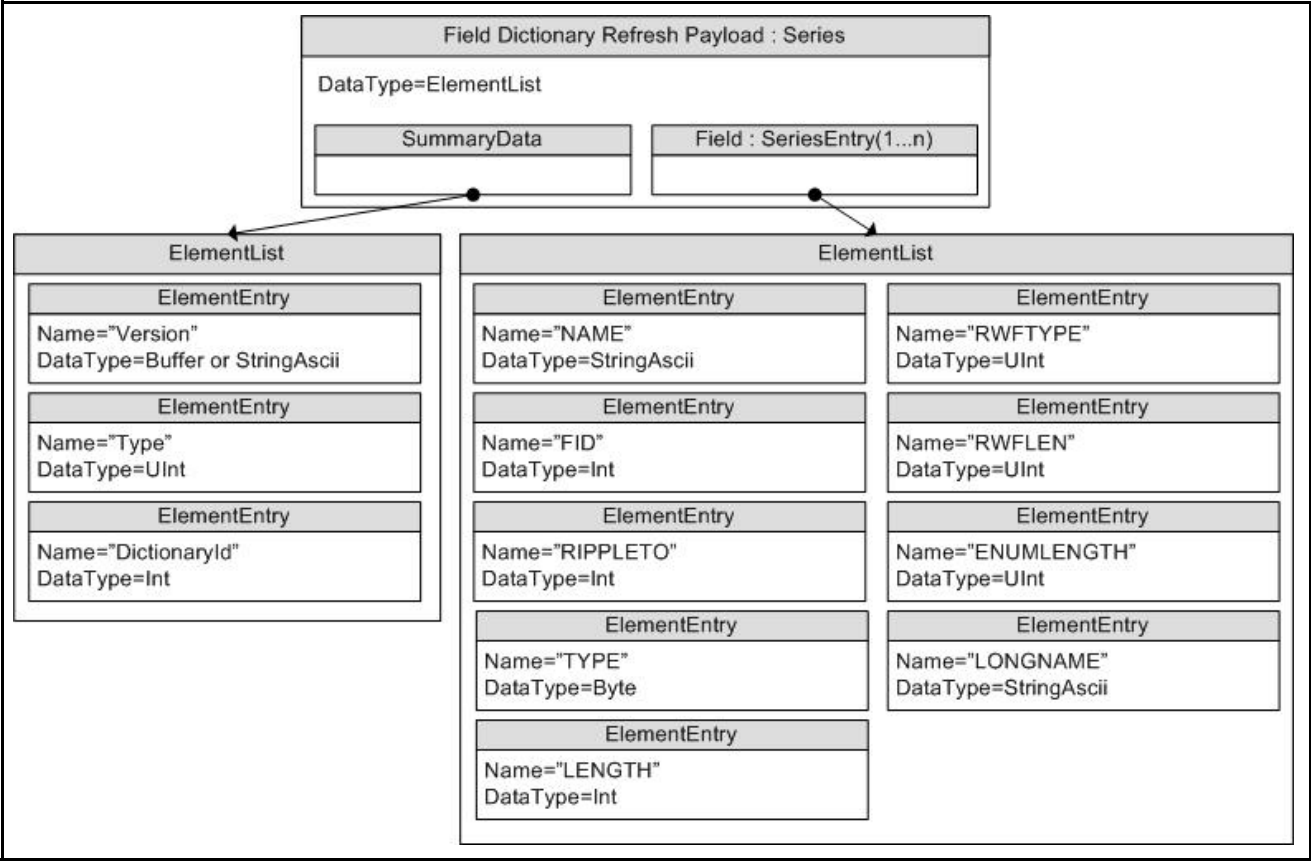 Field Dictionary Refresh Payload : Series
DataType=ElementList
SummaryData
Field : SeriesEntry(1...n)
ElementList
ElementEntry
Name=”Version”
DataType=Buffer or StringAscii
ElementEntry
Name=”Type”
DataType=UInt
ElementEntry
Name=”DictionaryId”
DataType=Int
ElementList
ElementEntry
Name=”NAME”
DataType=StringAscii
ElementEntry
Name=”FID”
DataType=Int
ElementEntry
Name=”RIPPLETO”
DataType=Int
ElementEntry
Name=”TYPE”
DataType=Byte
ElementEntry
Name=”LENGTH”
DataType=Int
ElementEntry
Name=”RWFTYPE”
DataType=UInt
ElementEntry
Name=”RWFLEN”
DataType=UInt
ElementEntry
Name=”ENUMLENGTH”
DataType=UInt
ElementEntry
Name=”LONGNAME”
DataType=StringAscii